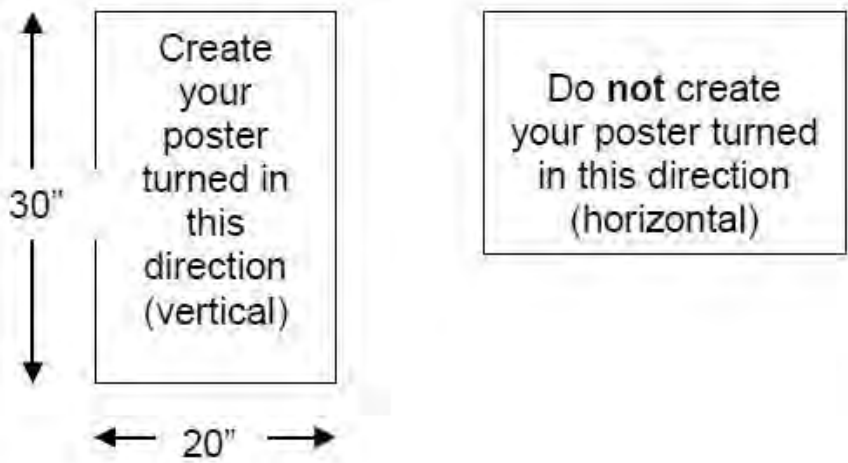 Create
your
poster
turned in
this
direction
(vertical)
30”
20”
Do not create
your poster turned
in this direction
(horizontal)